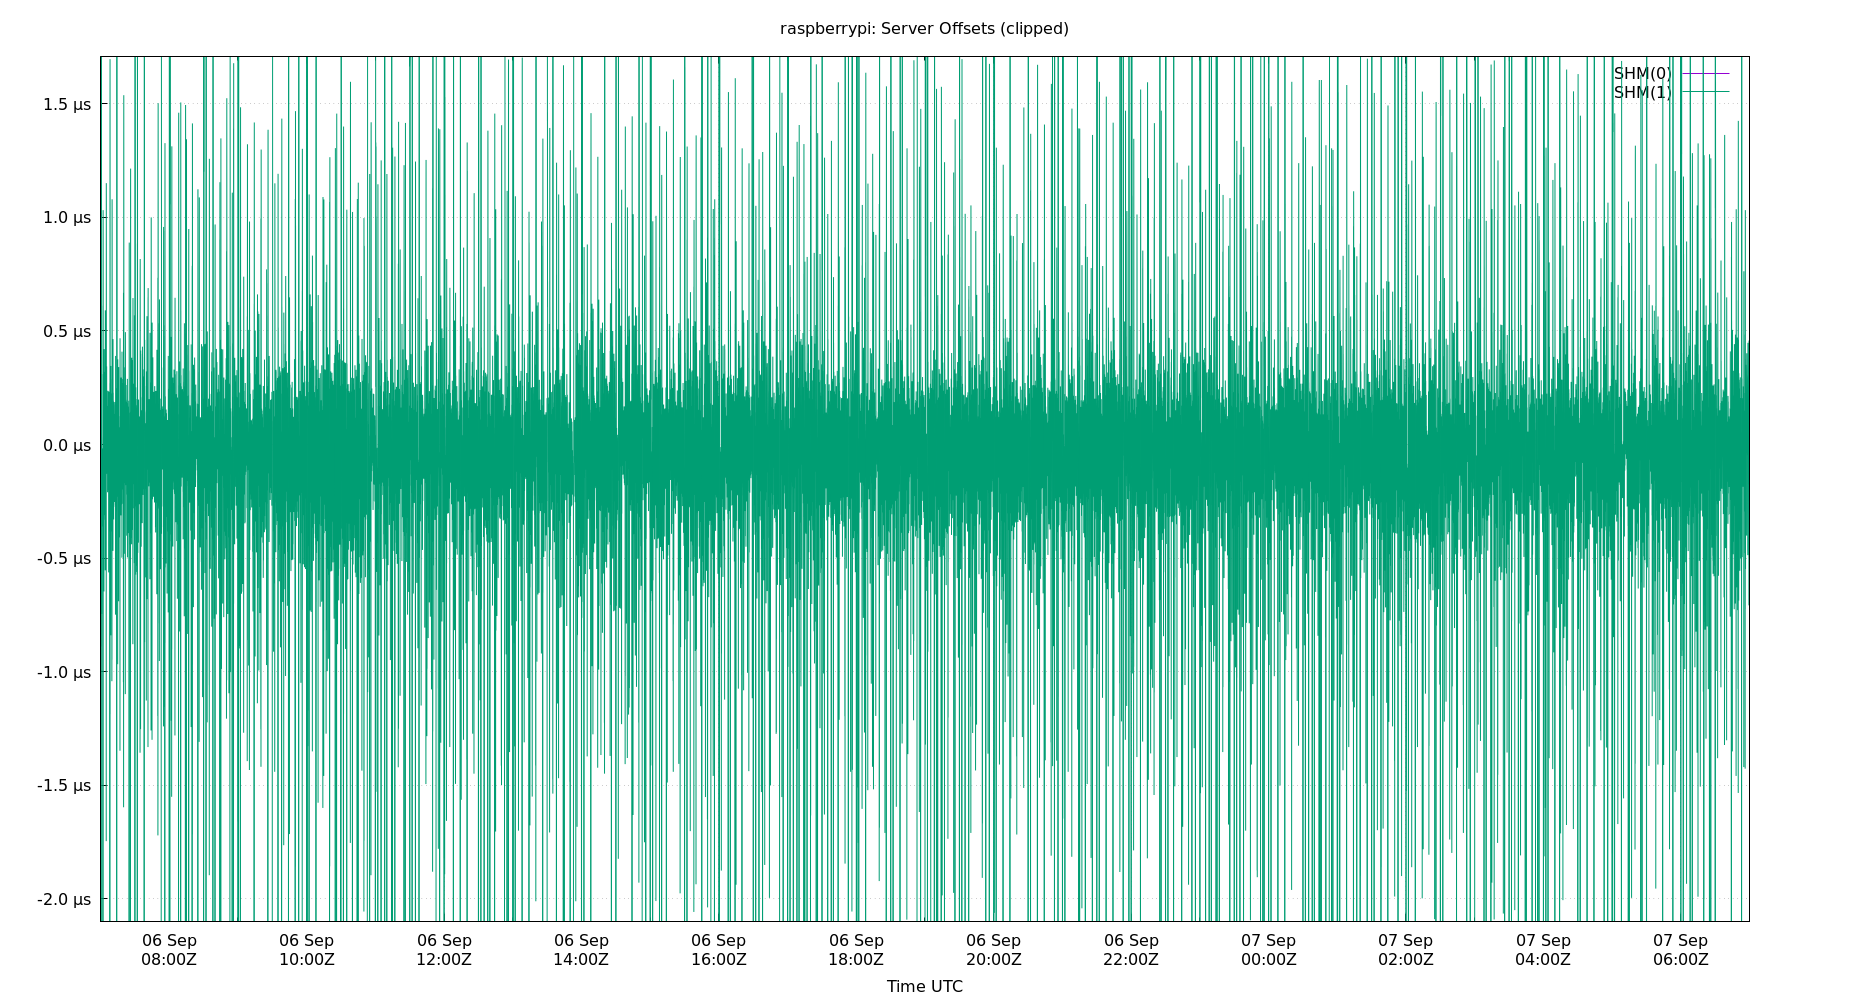 raspberrypi: Server Offsets (clipped)
SHM(0)
SHM(1)
1.5 µs
1.0 µs
0.5 µs
0.0 µs
-0.5 µs
-1.0 µs
-1.5 µs
-2.0 µs
06 Sep 06 Sep 06 Sep 06 Sep 06 Sep 06 Sep 06 Sep 06 Sep 07 Sep 07 Sep 07 Sep 07 Sep
08:00Z 10:00Z 12:00Z 14:00Z 16:00Z 18:00Z 20:00Z 22:00Z 00:00Z 02:00Z 04:00Z 06:00Z
Time UTC